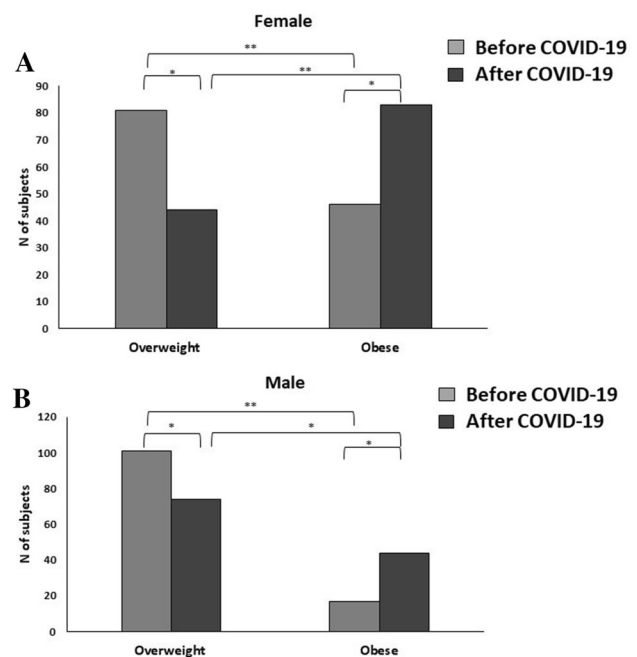 Female
Before COVID-19
After COVID-19
A
**
*
**
*
N of subjects
90
80
70
60
50
40
30
20
10
0
Overweight
Obese
Male
Before COVID-19
After COVID-19
B
**
*
*
*
N of subjects
120
100
80
60
40
20
0
Overweight
Obese